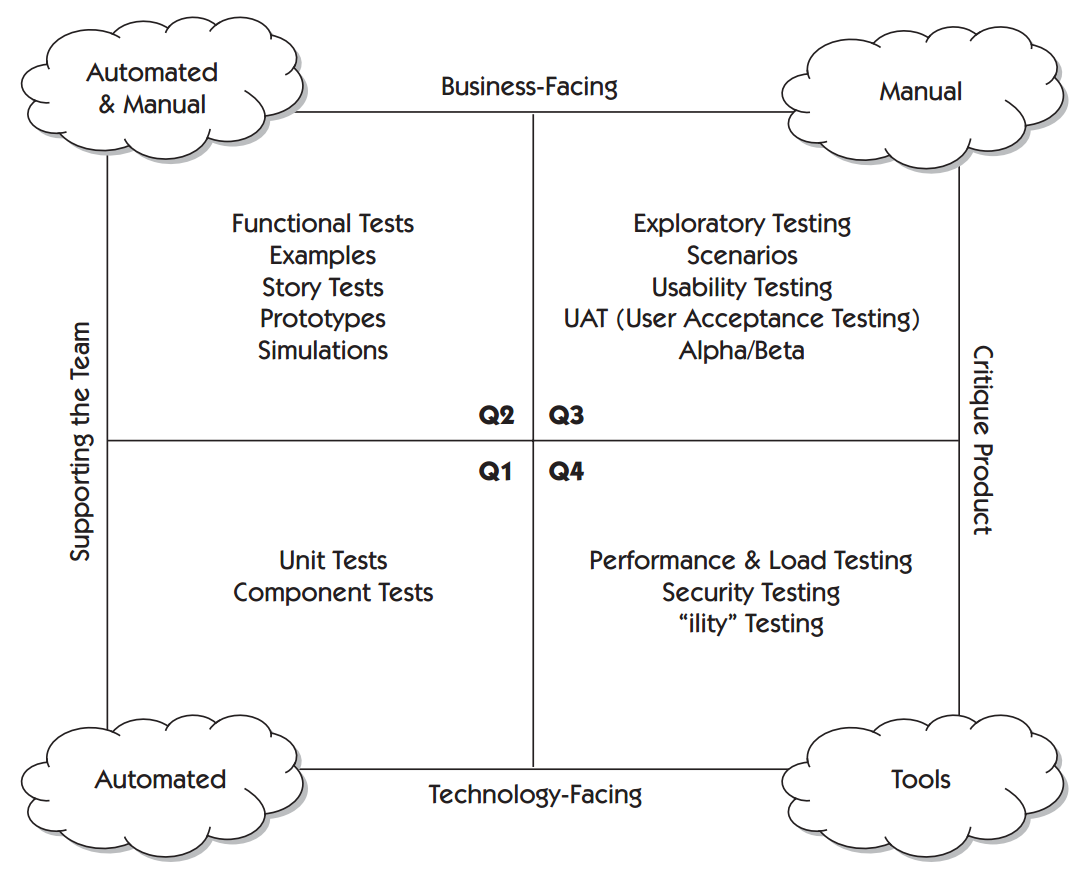 Automated
& Manual
Business-Facing
Manual
Functional Tests
Examples
Story Tests
Prototypes
Simulations
Exploratory Testing
Scenarios
Usability Testing
UAT (User Acceptance Testing)
Alpha/Beta
Supporting the Team
Critique Product
Q2
Q3
Q1
Q4
Unit Tests
Component Tests
Performance & Load Testing
Security Testing
“ility” Testing
Automated
Technology-Facing
Tools